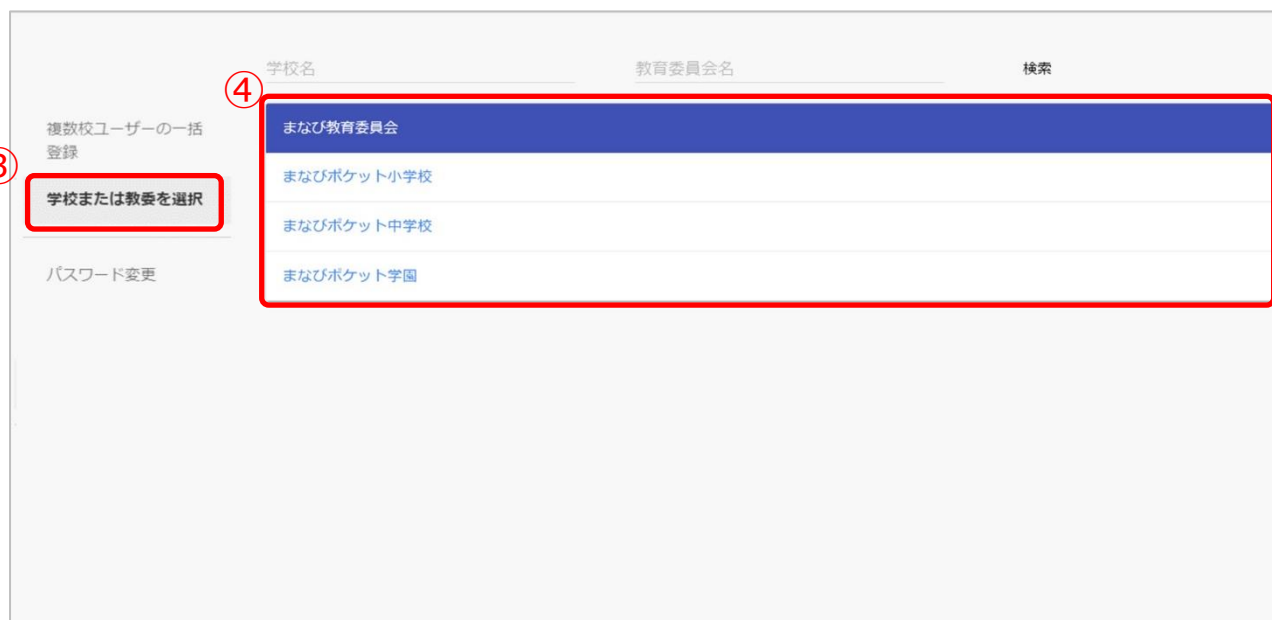 学校名 教育委員会名 検索
④
まなび教育委員会
複数校ユーザーの一括
登録
③
学校または教委を選択
まなびポケット小学校
まなびポケット中学校
パスワード変更
まなびポケット学園